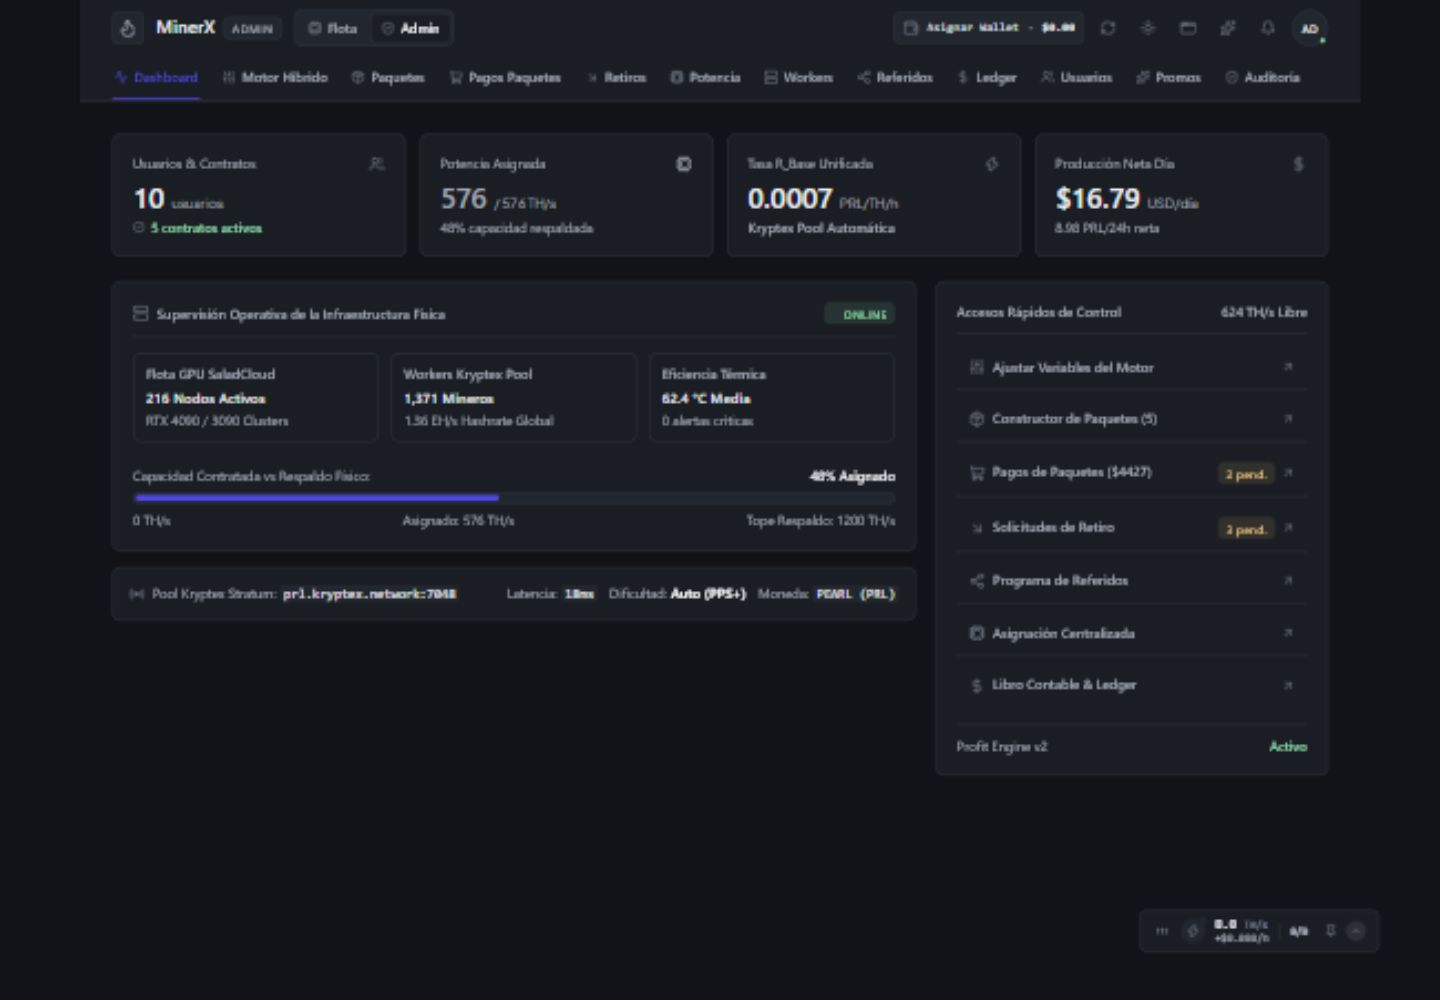 MinerX ADMIN Flota Admin
Asignar Wallet - $0.00
AD
Dashboard Motor Híbrido Paquetes Pagos Paquetes Retiros Potencia Workers Referidos Ledger Usuarios Promos Auditoría
Usuarios & Contratos
10 usuarios
5 contratos activos
Potencia Asignada
576 / 576 TH/s
48% capacidad respaldada
Tasa R_Base Unificada
0.0007 PRL/TH/h
Kryptex Pool Automática
Producción Neta Día
$16.79 USD/día
8.98 PRL/24h neta
Supervisión Operativa de la Infraestructura Física
ONLINE
Flota GPU SaladCloud
216 Nodos Activos
RTX 4090 / 3090 Clusters
Workers Kryptex Pool
1,371 Mineros
1.36 EH/s Hashrate Global
Eficiencia Térmica
62.4 °C Media
0 alertas críticas
Capacidad Contratada vs Respaldo Físico:
48% Asignado
0 TH/s
Asignado: 576 TH/s
Tope Respaldo: 1200 TH/s
Pool Kryptex Stratum: prl.kryptex.network:7048
Latencia: 18ms
Dificultad: Auto (PPS+)
Moneda: PEARL (PRL)
Accesos Rápidos de Control
624 TH/s Libre
Ajustar Variables del Motor
Constructor de Paquetes (5)
Pagos de Paquetes ($4427)
pend.
Solicitudes de Retiro
3 pend.
Programa de Referidos
Asignación Centralizada
Libro Contable & Ledger
Profit Engine v2
Activo
0.0 TH/s
+$0.000/h